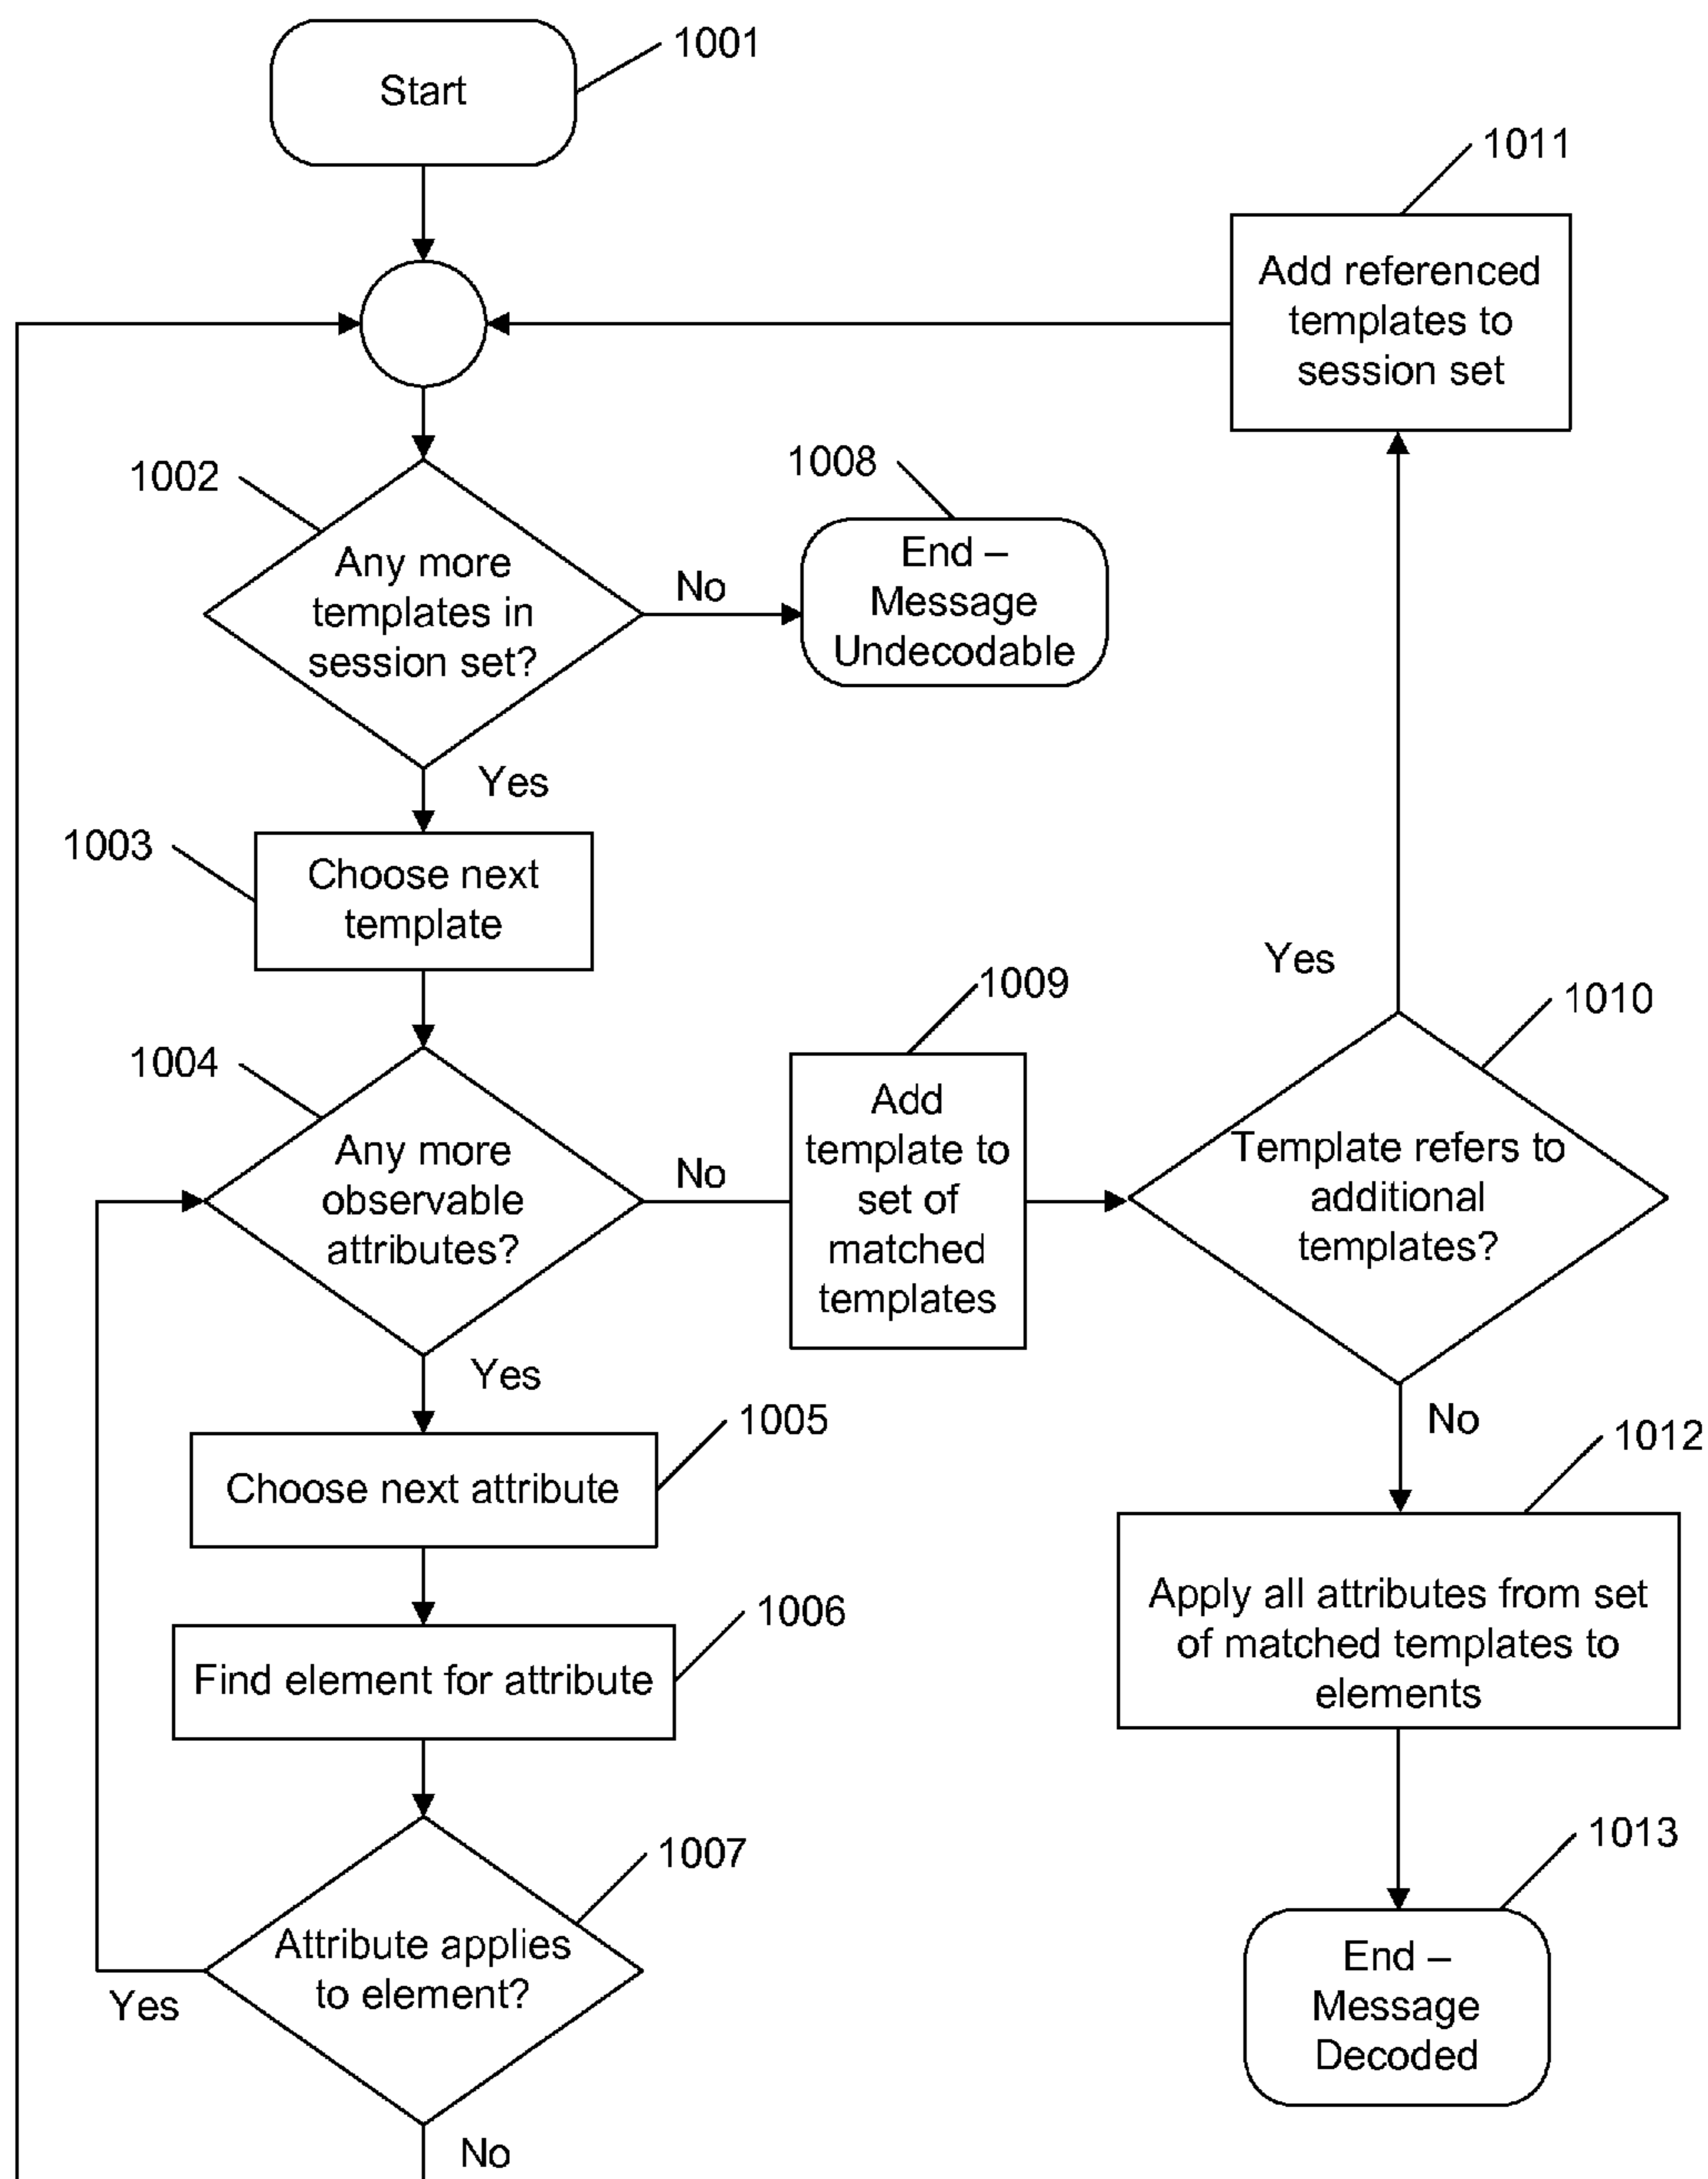 Start
1001
1011
Add referenced
templates to
session set
1002
Any more
templates in
session set?
No
1008
End –
Message
Undecodable
Yes
1003
Choose next
template
1004
Any more
observable
attributes?
No
1009
Add
template to
set of
matched
templates
Yes
1010
Template refers to
additional
templates?
Yes
1005
Choose next attribute
No
1012
Apply all attributes from set
of matched templates to
elements
1006
Find element for attribute
1007
Attribute applies
to element?
Yes
No
1013
End –
Message
Decoded